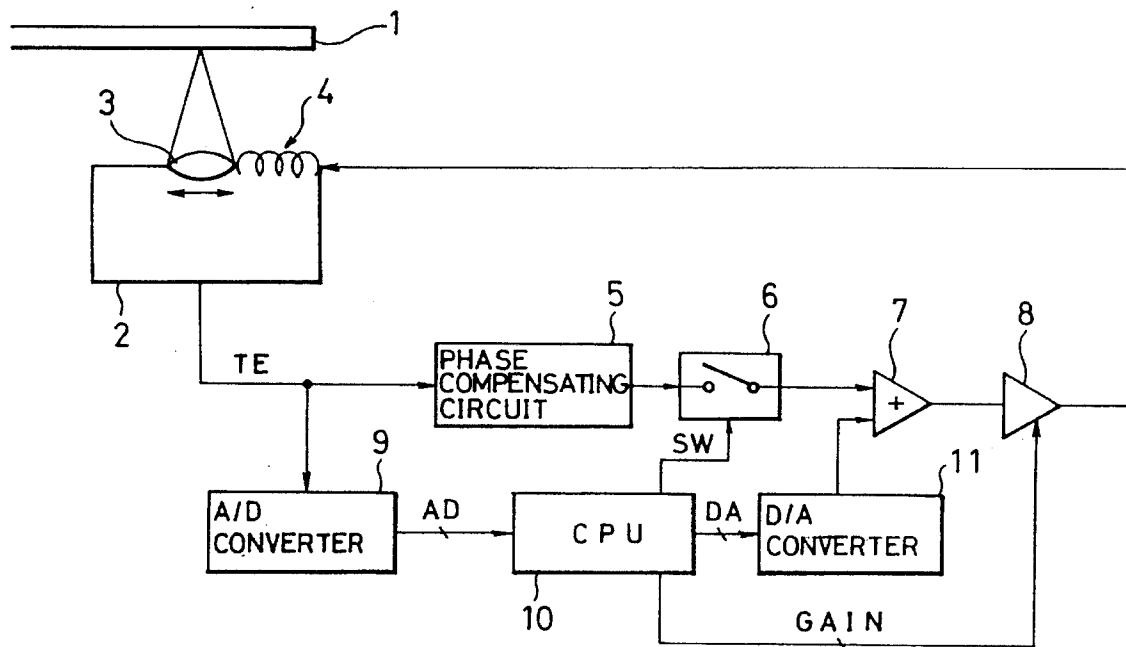 1
3
4
2
TE
5
PHASE
COMPENSATING
CIRCUIT
6
7
+
8
SW
9
A/D
CONVERTER
AD
CPU
10
DA
11
D/A
CONVERTER
GAIN